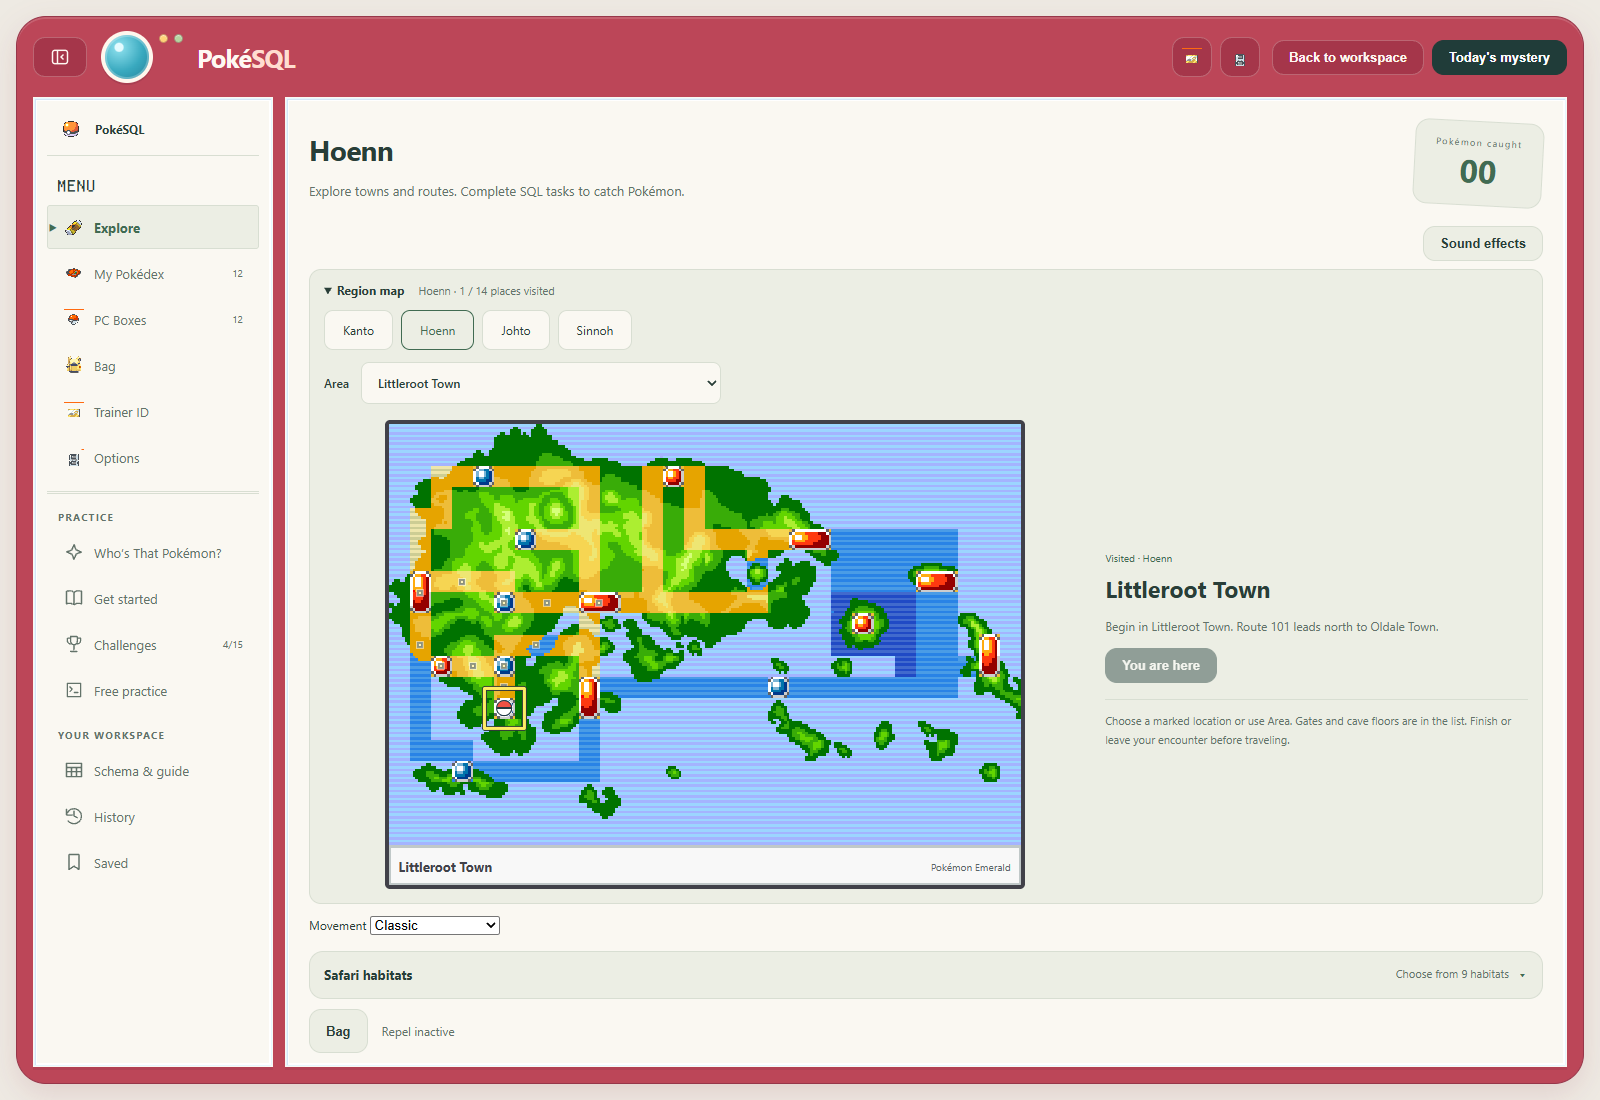 PokéSQL
Back to workspace
Today's mystery
PokéSQL
MENU
Explore
My Pokédex 12
PC Boxes 12
Bag
Trainer ID
Options
PRACTICE
Who's That Pokémon?
Get started
Challenges 4/15
Free practice
YOUR WORKSPACE
Schema & guide
History
Saved
Hoenn
Explore towns and routes. Complete SQL tasks to catch Pokémon.
Pokémon caught
00
Sound effects
Region map Hoenn · 1 / 14 places visited
Kanto Hoenn Johto Sinnoh
Area Littleroot Town
Littleroot Town Pokémon Emerald
Visited · Hoenn
Littleroot Town
Begin in Littleroot Town. Route 101 leads north to Oldale Town.
You are here
Choose a marked location or use Area. Gates and cave floors are in the list. Finish or
leave your encounter before traveling.
Movement Classic
Safari habitats Choose from 9 habitats
Bag Repel inactive